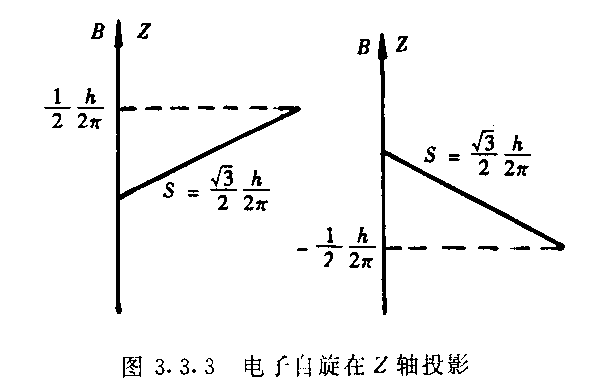 B Z
1/2 h/2π
S = √3/2 h/2π
B Z
S = √3/2 h/2π
-1/2 h/2π
图 3.3.3 电子自旋在 Z 轴投影